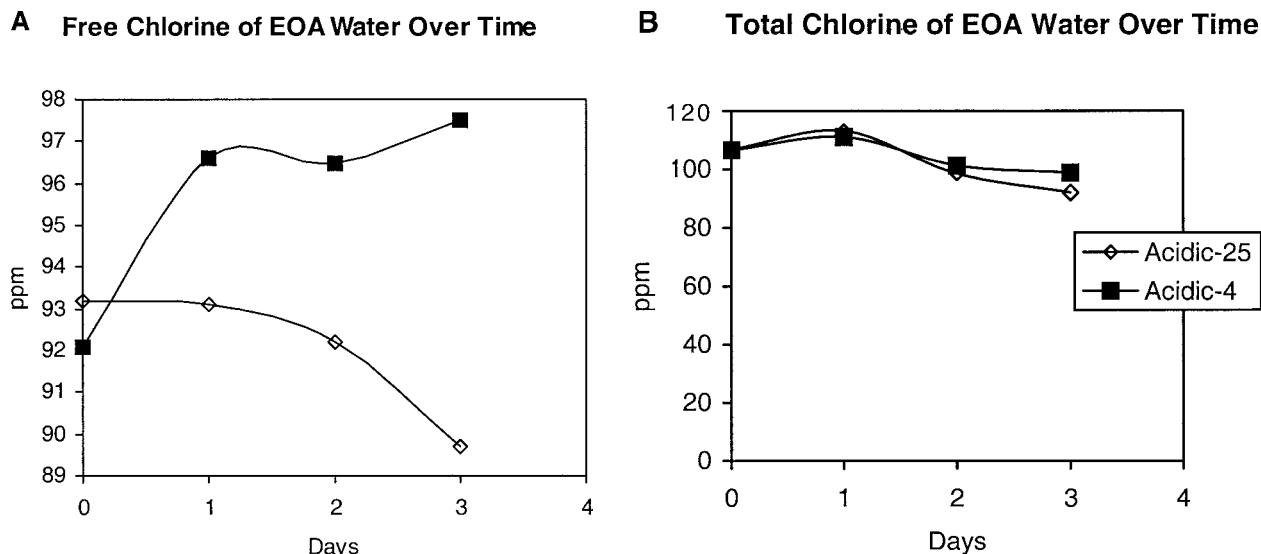 A Free Chlorine of EOA Water Over Time
98
97
96
95
94
93
92
91
90
89
ppm
0 1 2 3 4
Days
B Total Chlorine of EOA Water Over Time
120
100
80
60
40
20
0
ppm
0 1 2 3 4
Days
Acidic-25
Acidic-4